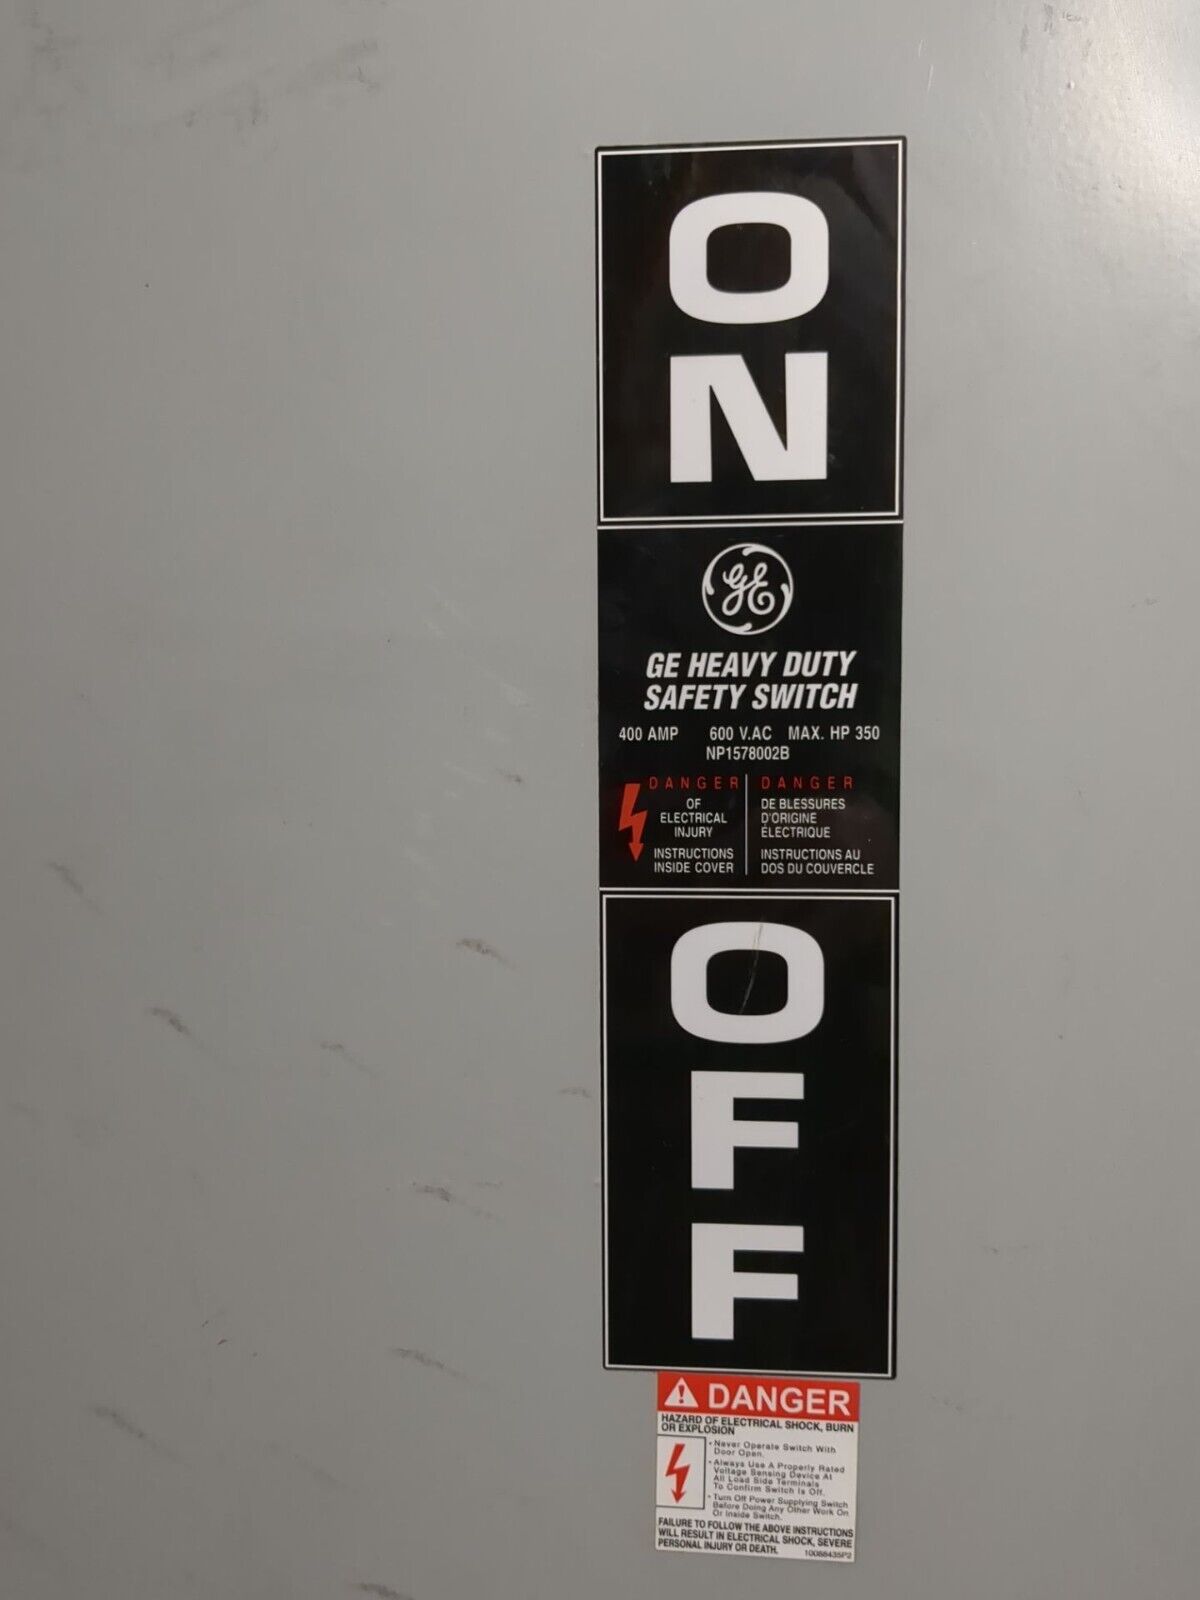 ON
GE
GE HEAVY DUTY
SAFETY SWITCH
400 AMP 600 V.AC MAX. HP 350
NP1578002B
DANGER
OF
ELECTRICAL
INJURY
INSTRUCTIONS
INSIDE COVER
DANGER
DE BLESSURES
D'ORIGINE
ÉLECTRIQUE
INSTRUCTIONS AU
DOS DU COUVERCLE
OFF
DANGER
HAZARD OF ELECTRICAL SHOCK, BURN
OR EXPLOSION
• Never Operate Switch With
Door Open.
• Always Use A Properly Rated
Voltage Sensing Device At
All Load Side Terminals
To Confirm Switch Is Off.
• Turn Off Power Supplying Switch
Before Doing Any Other Work On
Or Inside Switch.
FAILURE TO FOLLOW THE ABOVE INSTRUCTIONS
WILL RESULT IN ELECTRICAL SHOCK, SEVERE
PERSONAL INJURY OR DEATH. 10088435P2